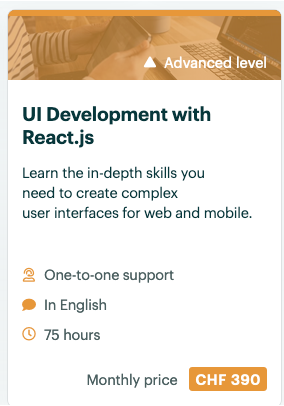 Advanced level
UI Development with
React.js
Learn the in-depth skills you
need to create complex
user interfaces for web and mobile.
One-to-one support
In English
75 hours
Monthly price CHF 390